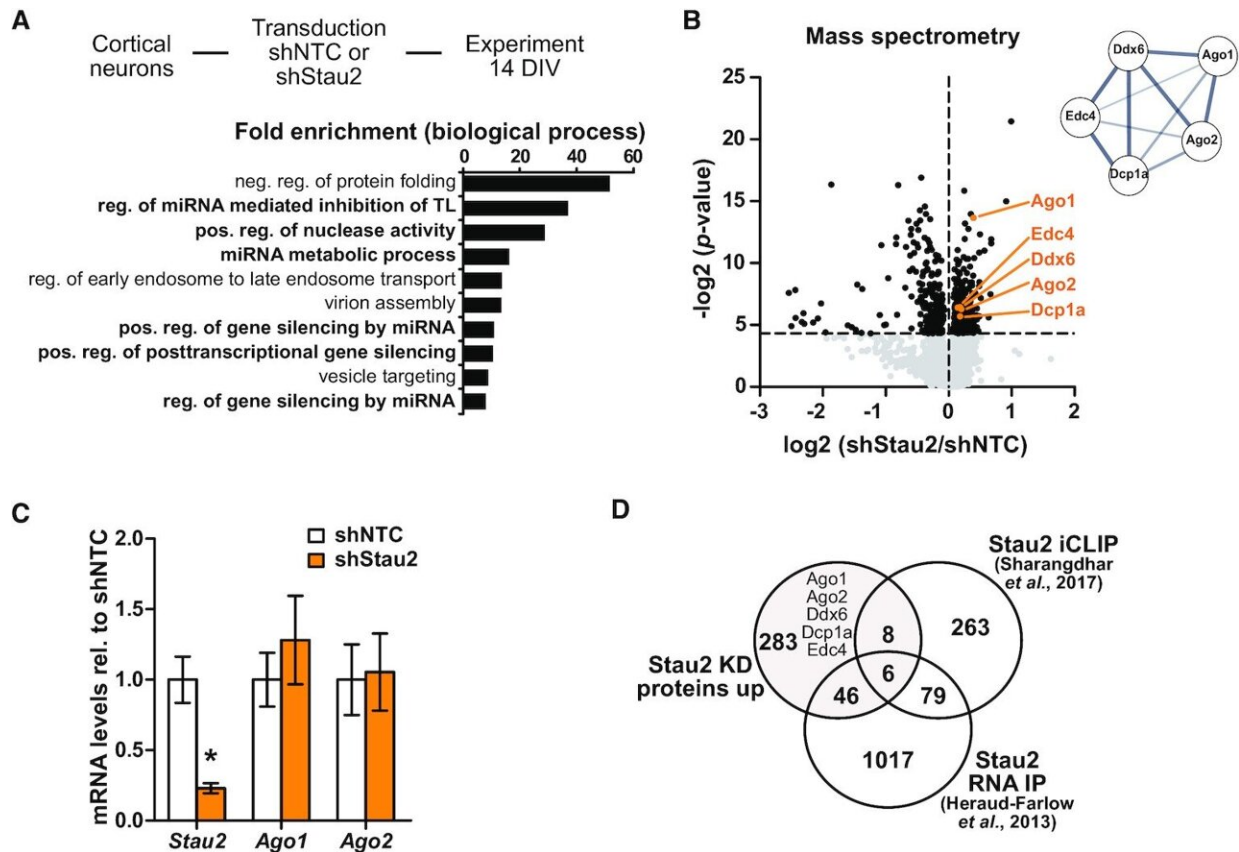 A
Cortical
neurons
Transduction
shNTC or
shStau2
Experiment
14 DIV
Fold enrichment (biological process)
0 20 40 60
neg. reg. of protein folding
reg. of miRNA mediated inhibition of TL
pos. reg. of nuclease activity
miRNA metabolic process
reg. of early endosome to late endosome transport
virion assembly
pos. reg. of gene silencing by miRNA
pos. reg. of posttranscriptional gene silencing
vesicle targeting
reg. of gene silencing by miRNA
B
Mass spectrometry
Ddx6
Ago1
Edc4
Ago2
Dcp1a
25
20
15
10
5
0
-log2 (p-value)
Ago1
Edc4
Ddx6
Ago2
Dcp1a
-3 -2 -1 0 1 2
log2 (shStau2/shNTC)
C
shNTC
shStau2
2.0
1.5
1.0
0.5
0.0
mRNA levels rel. to shNTC
*
Stau2 Ago1 Ago2
D
Stau2 iCLIP
(Sharangdhar
et al., 2017)
Ago1
Ago2
Ddx6
Dcp1a
Edc4
283
8
263
Stau2 KD
proteins up
6
46
79
1017
Stau2
RNA IP
(Heraud-Farlow
et al., 2013)